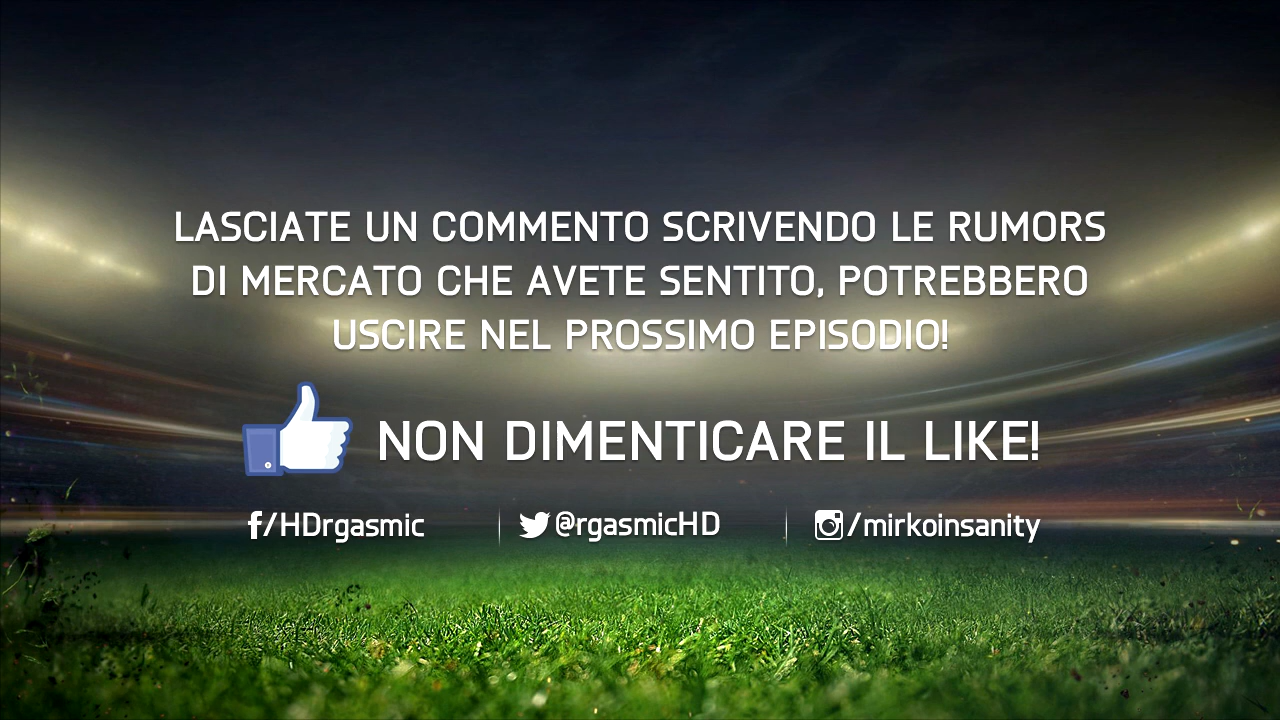 LASCIATE UN COMMENTO SCRIVENDO LE RUMORS
DI MERCATO CHE AVETE SENTITO, POTREBBERO
USCIRE NEL PROSSIMO EPISODIO!
NON DIMENTICARE IL LIKE!
f/HDrgasmic @rgasmicHD /mirkoinsanity